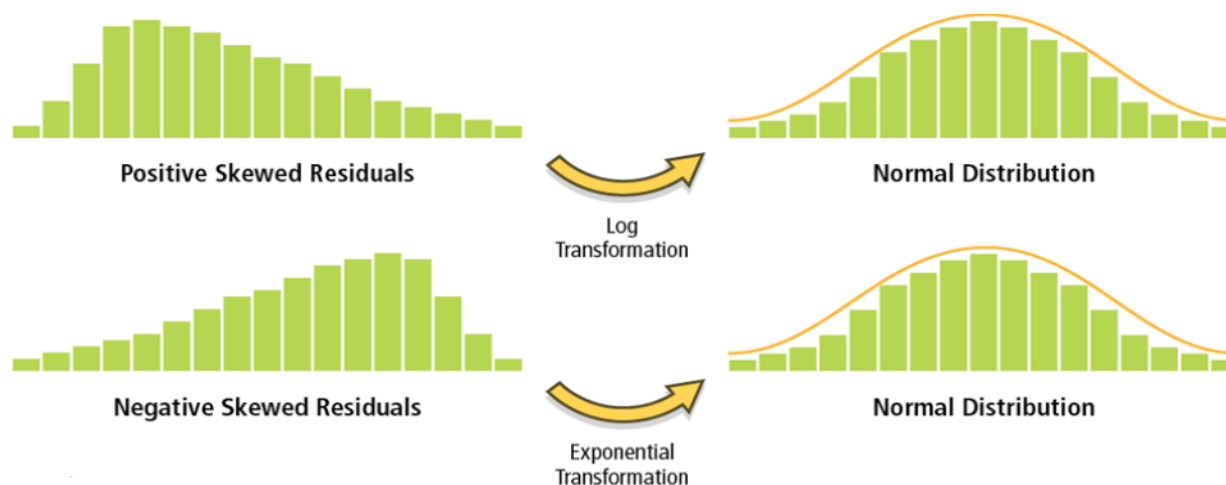 Positive Skewed Residuals
Normal Distribution
Log
Transformation
Negative Skewed Residuals
Normal Distribution
Exponential
Transformation